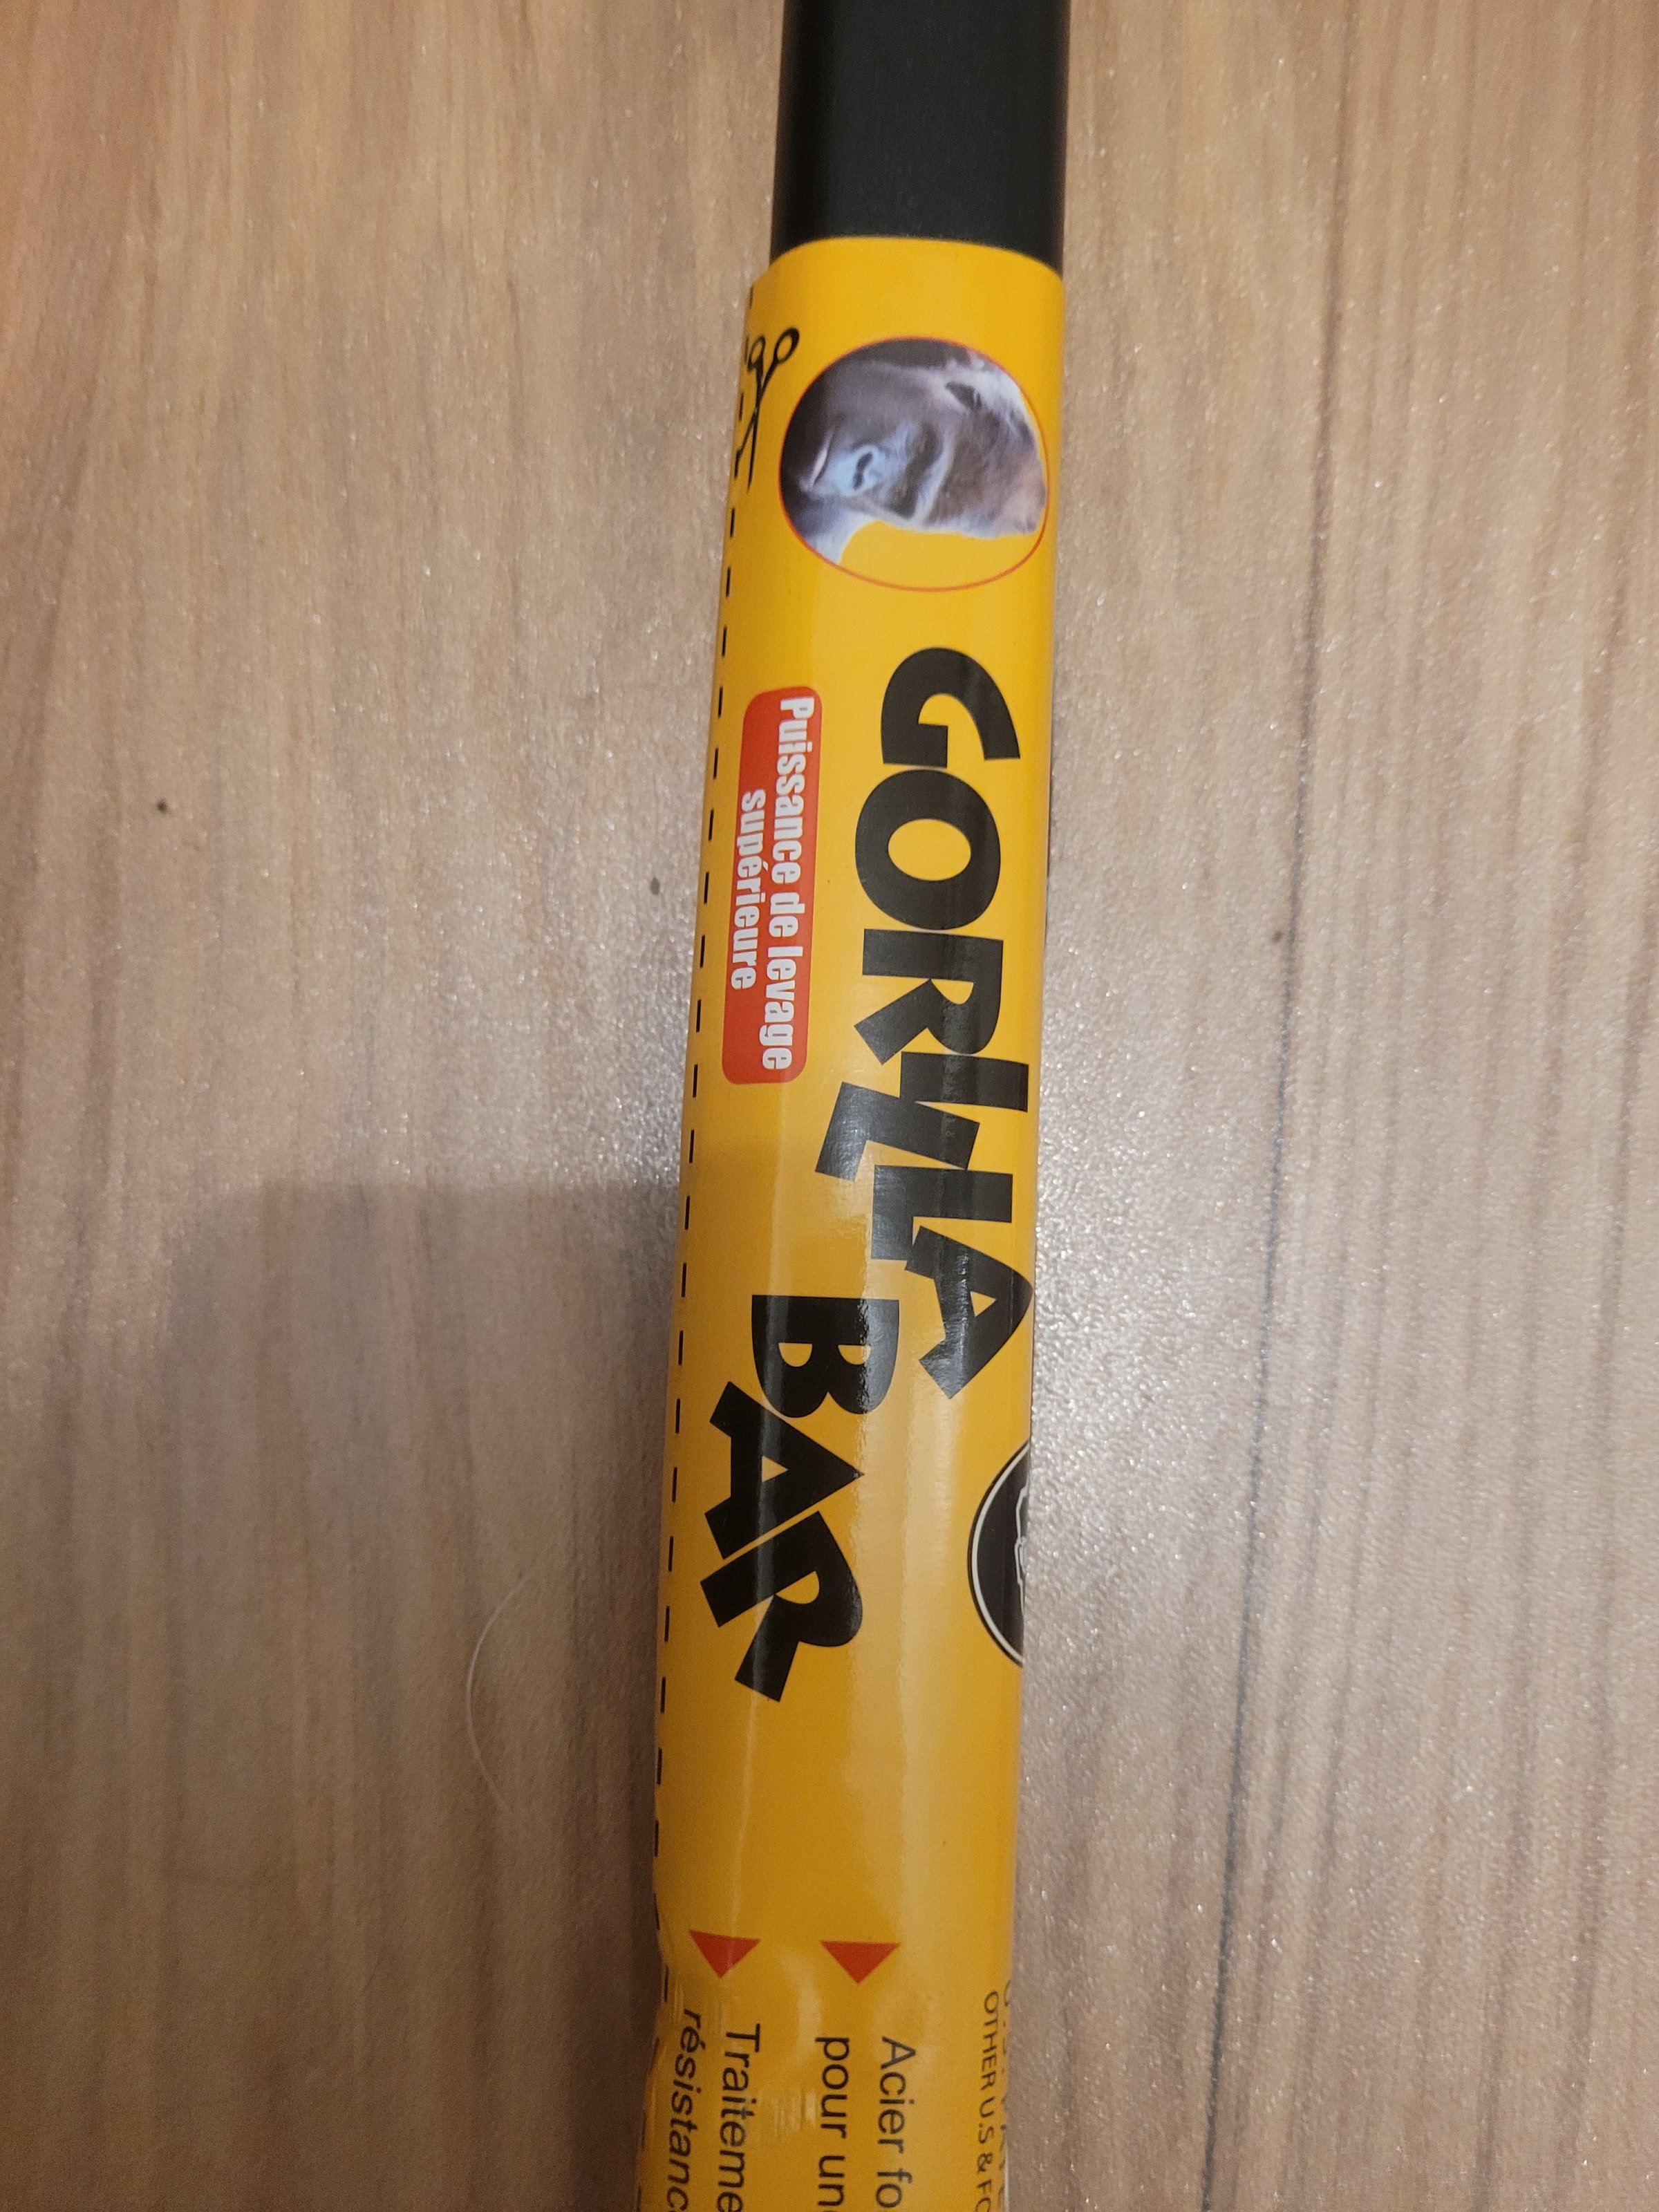 GORILLA
BAR
Puissance de levage
supérieure
OTHER U.S & FO
Acier fo
pour un
Traiteme
résistanc